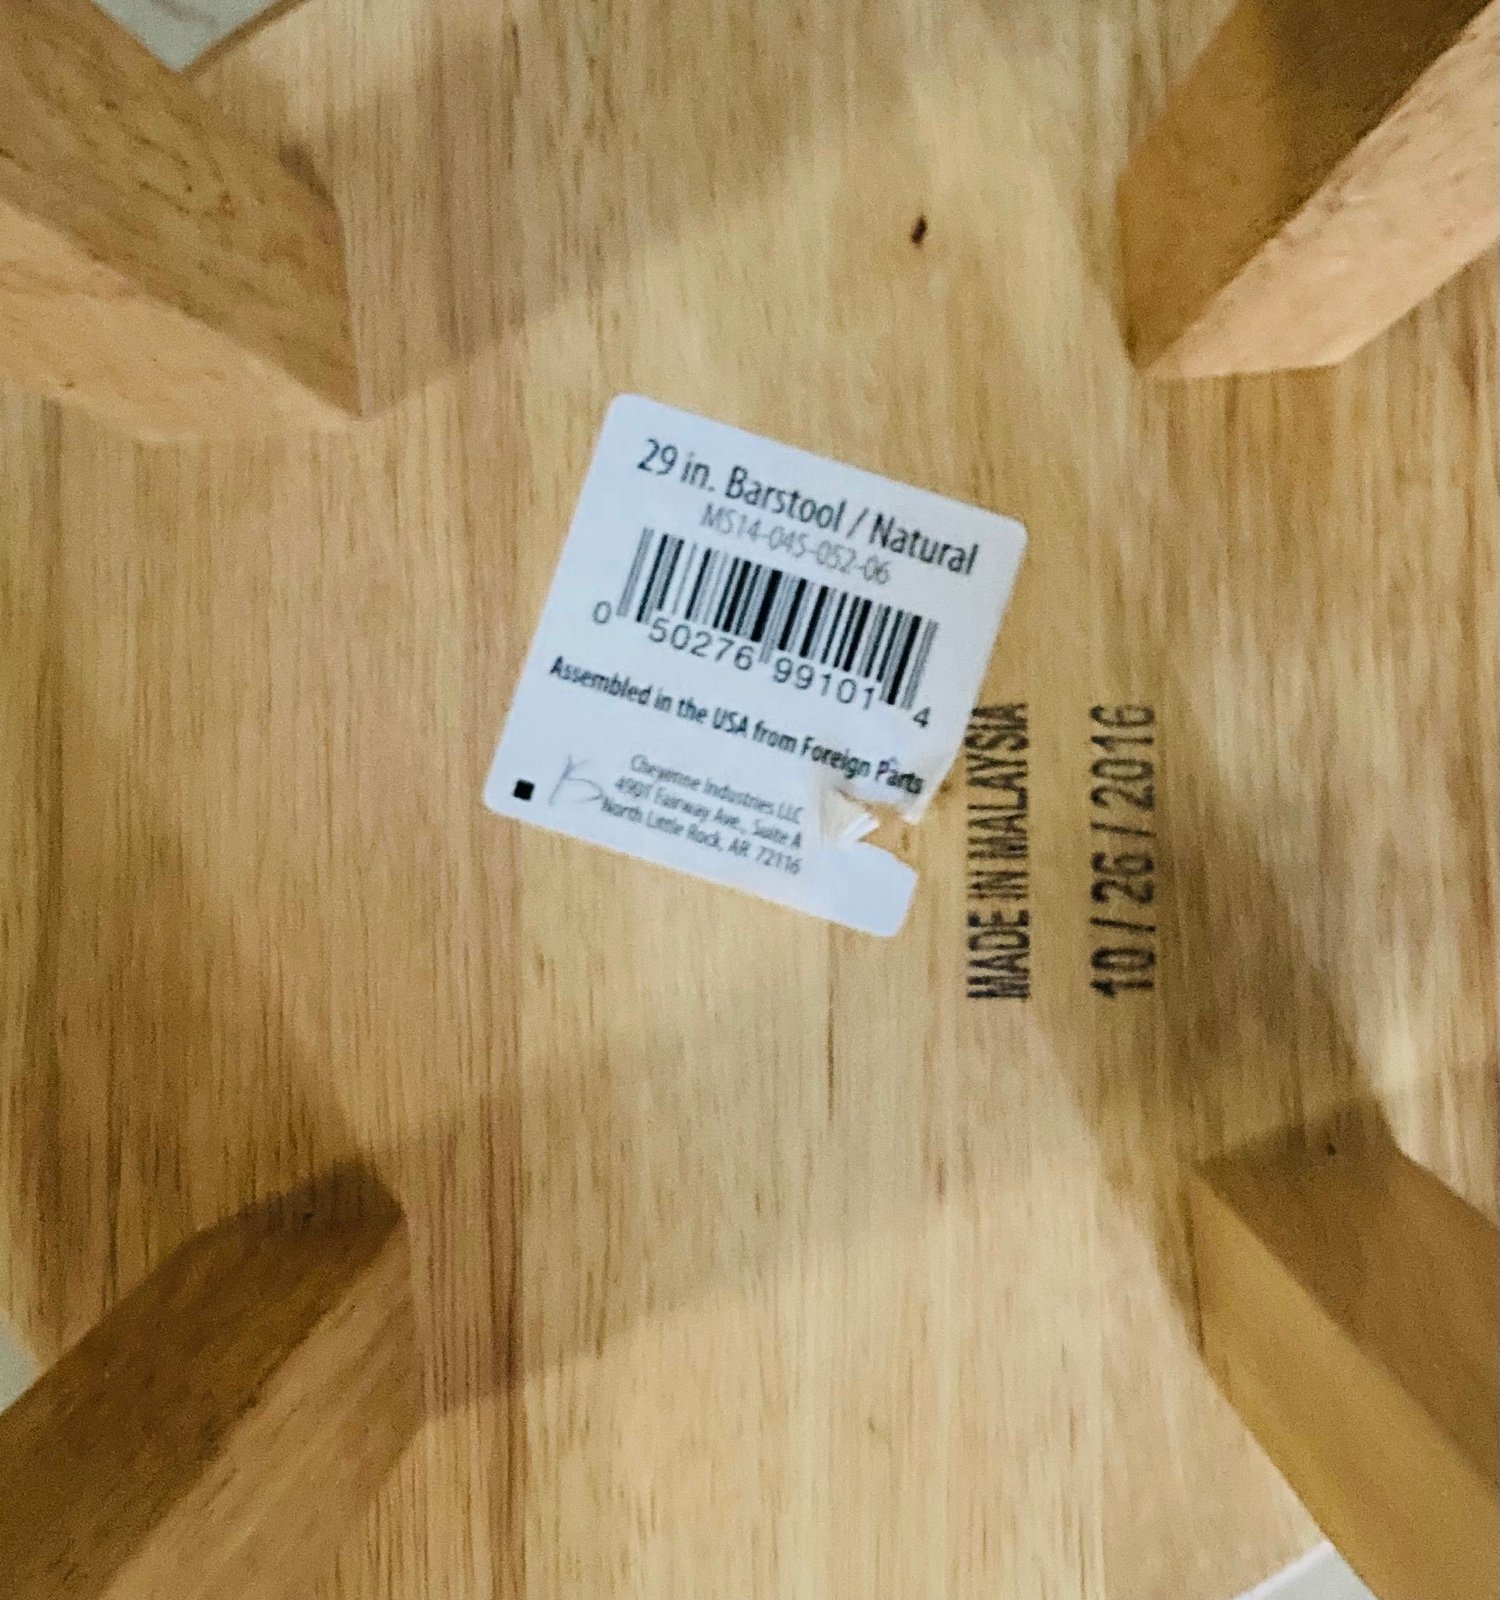 29 in. Barstool / Natural
MS14-045-052-06
0 50276 99101 4
Assembled in the USA from Foreign Parts
Cheyenne Industries LLC
4901 Fairway Ave., Suite A
North Little Rock, AR 72116
MADE IN MALAYSIA
10/26/2016